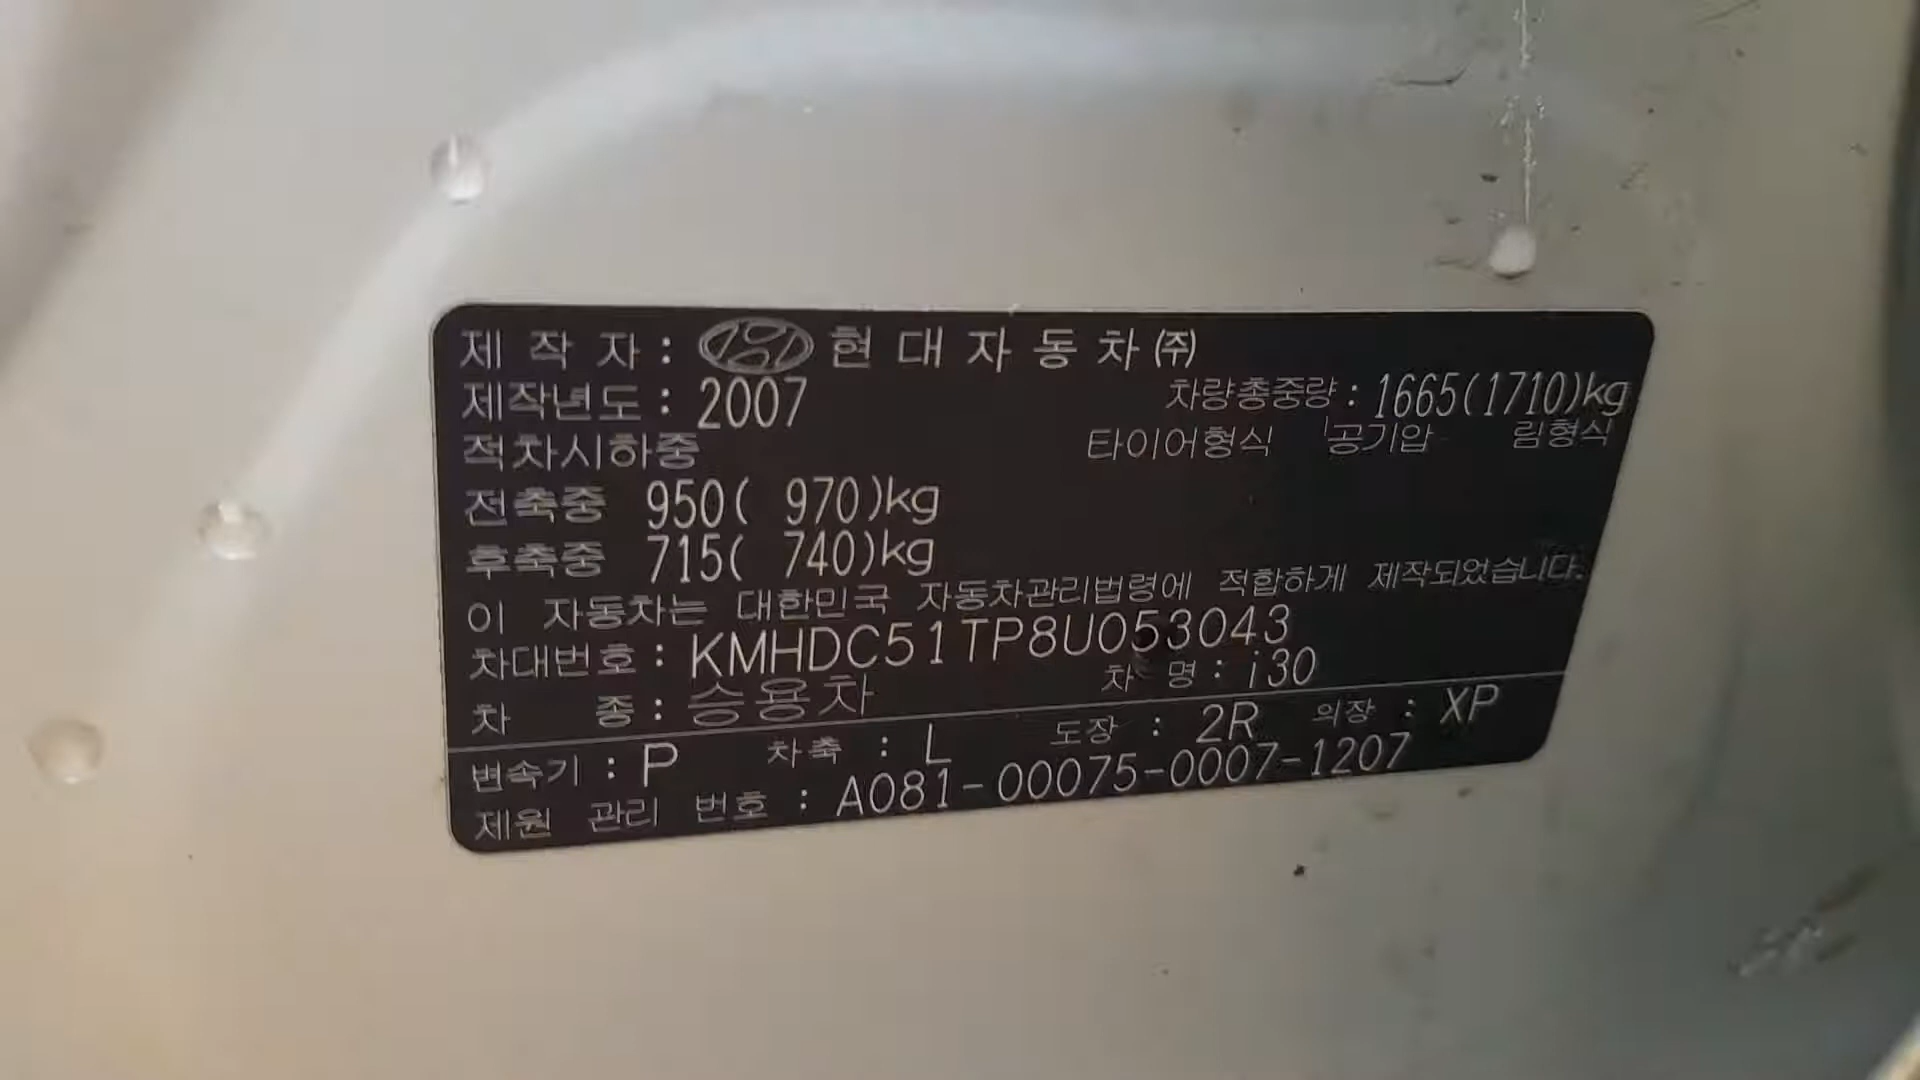 제 작 자 : 현 대 자 동 차 ㈜
제작년도 : 2007 차량총중량 : 1665(1710)kg
적차시하중 타이어형식 공기압 림형식
전축중 950( 970)kg
후축중 715( 740)kg
이 자동차는 대한민국 자동차관리법령에 적합하게 제작되었습니다.
차대번호 : KMHDC51TP8U053043
차 종 : 승용차 차 명 : i30
변속기 : P 차축 : L 도장 : 2R 의장 : XP
제원 관리 번호 : A081-00075-0007-1207